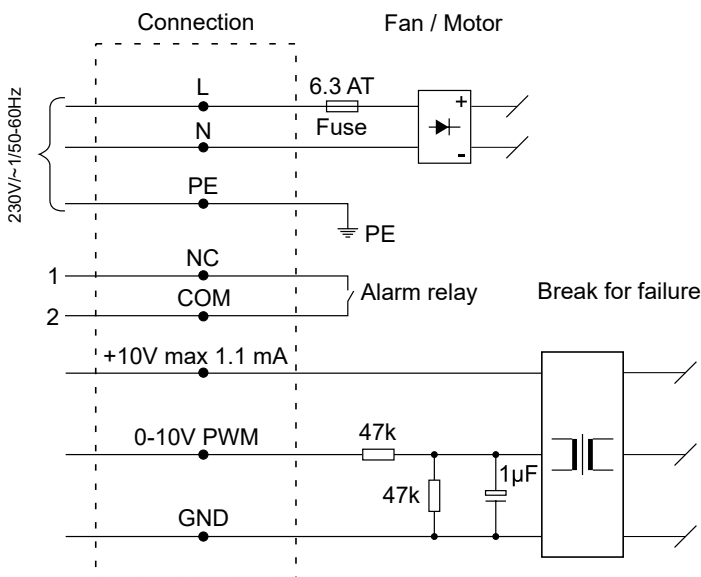 Connection
Fan / Motor
230V/~1/50-60Hz
L
6.3 AT
+
N
Fuse
-
PE
PE
NC
1
COM
Alarm relay
Break for failure
2
+10V max 1.1 mA
0-10V PWM
47k
1µF
47k
GND